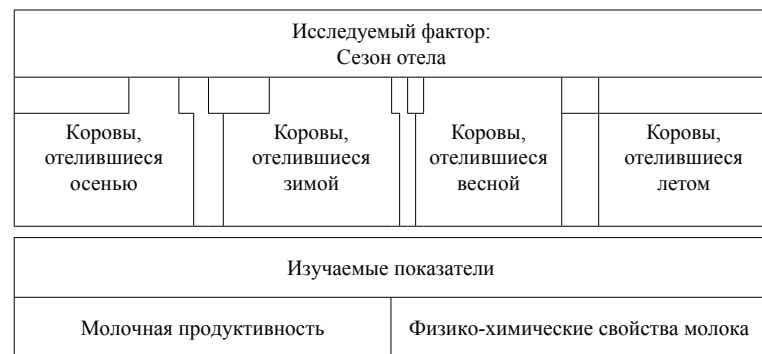 Исследуемый фактор:
Сезон отела
Коровы,
отелившиеся
осенью
Коровы,
отелившиеся
зимой
Коровы,
отелившиеся
весной
Коровы,
отелившиеся
летом
Изучаемые показатели
Молочная продуктивность
Физико-химические свойства молока